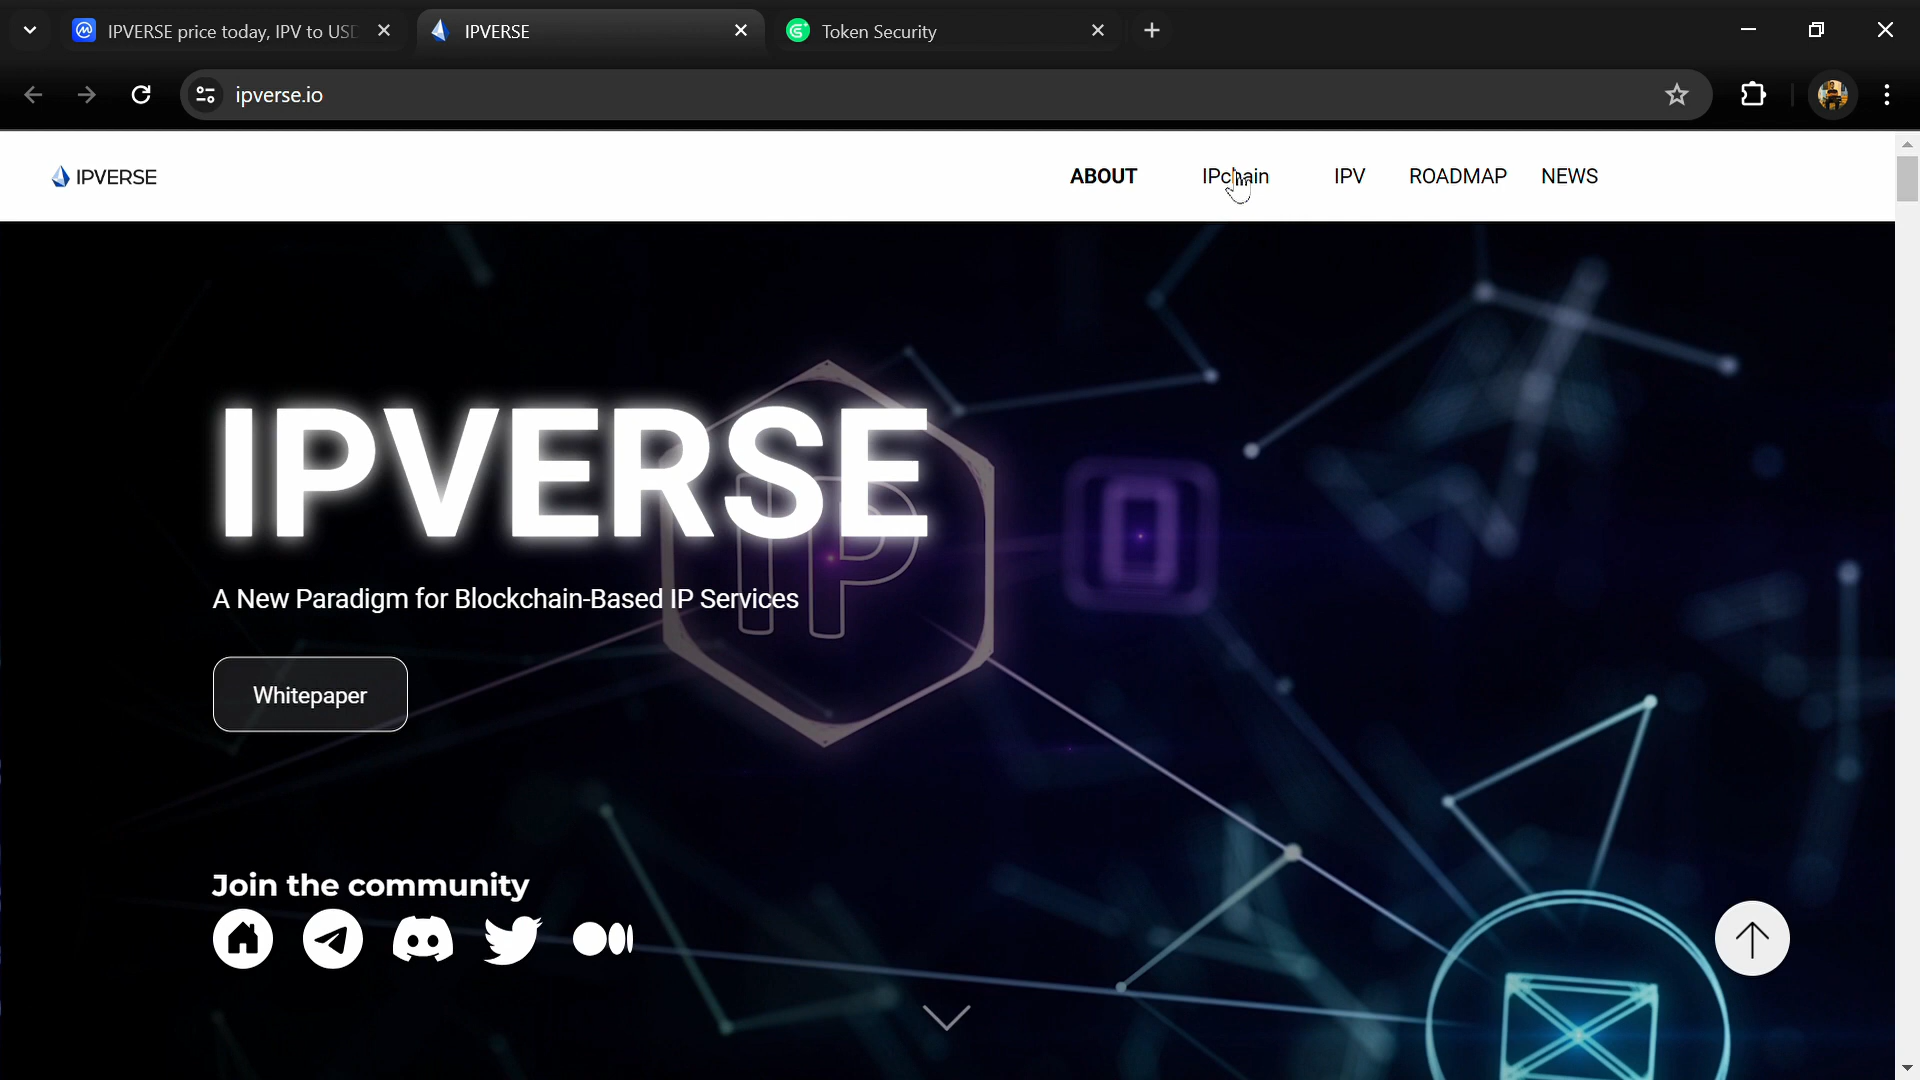 IPVERSE price today, IPV to USD
IPVERSE
Token Security
ipverse.io
IPVERSE
ABOUT
IPchain
IPV
ROADMAP
NEWS
IPVERSE
IP
A New Paradigm for Blockchain-Based IP Services
Whitepaper
Join the community